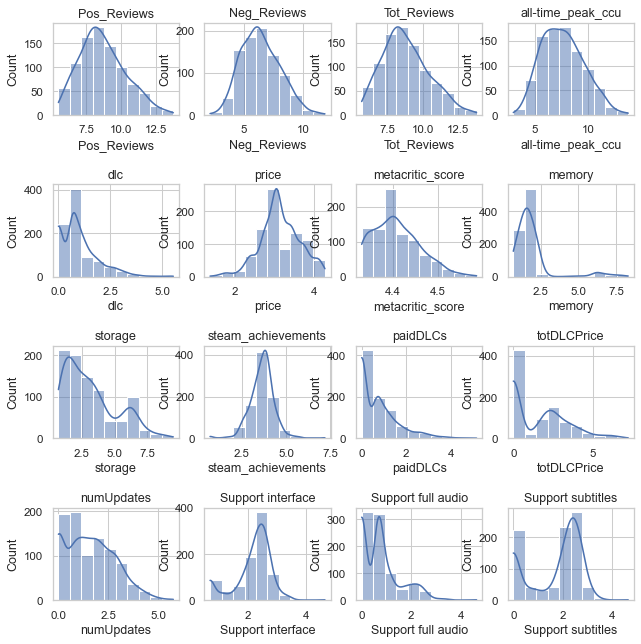 Pos_Reviews Neg_Reviews Tot_Reviews all-time_peak_ccu
Count 150 100 50 0 Count 200 100 0 Count 150 100 50 0 Count 150 100 50 0
7.5 10.0 12.5 5 10 7.5 10.0 12.5 5 10
Pos_Reviews Neg_Reviews Tot_Reviews all-time_peak_ccu
dlc price metacritic_score memory
Count 400 200 0 Count 200 100 0 Count 200 100 0 Count 400 200 0
0.0 2.5 5.0 2 3 4 4.4 4.5 2.5 5.0 7.5
dlc price metacritic_score memory
storage steam_achievements paidDLCs totDLCPrice
Count 200 100 0 Count 400 200 0 Count 400 200 0 Count 400 200 0
2.5 5.0 7.5 2.5 5.0 7.5 0 2 4 0 5
storage steam_achievements paidDLCs totDLCPrice
numUpdates Support interface Support full audio Support subtitles
Count 200 100 0 Count 400 200 0 Count 300 200 100 0 Count 200 100 0
0.0 2.5 5.0 2 4 0 2 4 0 2 4
numUpdates Support interface Support full audio Support subtitles